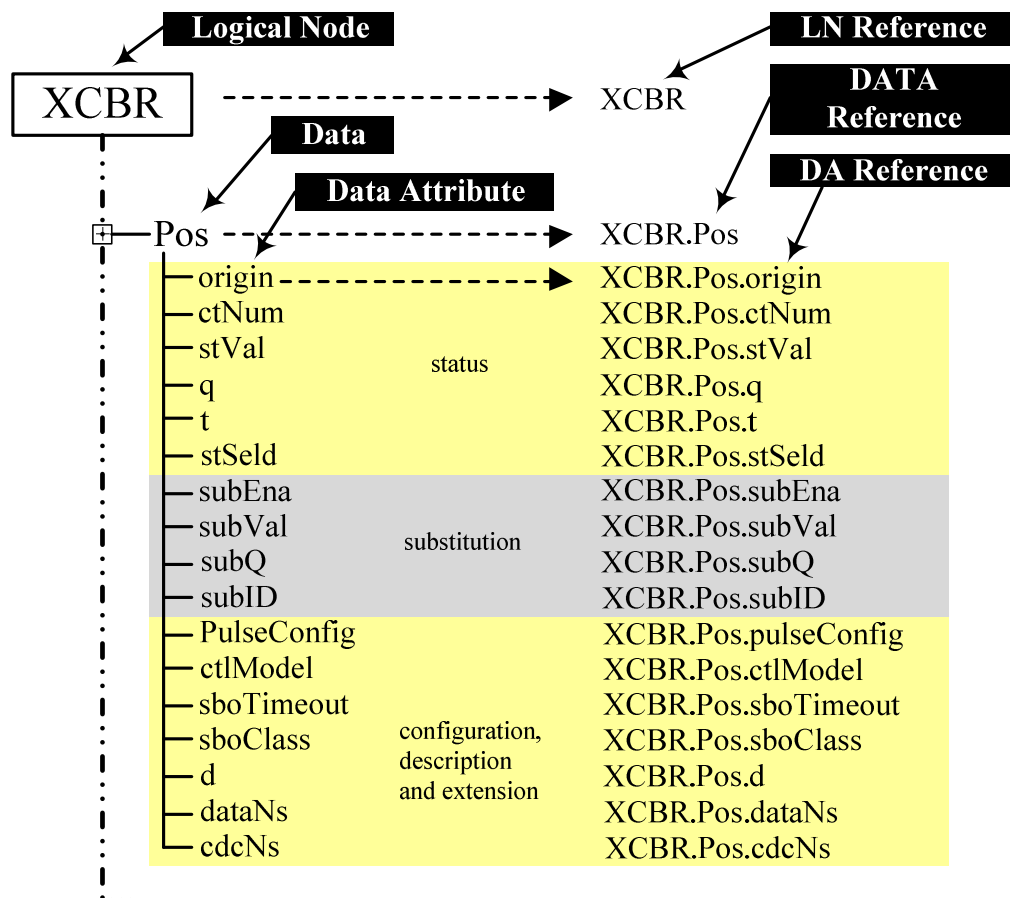 Logical Node
LN Reference
XCBR
XCBR
DATA
Reference
Data
DA Reference
Data Attribute
Pos
XCBR.Pos
origin
XCBR.Pos.origin
ctNum
XCBR.Pos.ctNum
stVal
XCBR.Pos.stVal
status
q
XCBR.Pos.q
t
XCBR.Pos.t
stSeld
XCBR.Pos.stSeld
subEna
XCBR.Pos.subEna
subVal
XCBR.Pos.subVal
substitution
subQ
XCBR.Pos.subQ
subID
XCBR.Pos.subID
PulseConfig
XCBR.Pos.pulseConfig
ctlModel
XCBR.Pos.ctlModel
sboTimeout
XCBR.Pos.sboTimeout
sboClass
XCBR.Pos.sboClass
configuration,
description
and extension
d
XCBR.Pos.d
dataNs
XCBR.Pos.dataNs
cdcNs
XCBR.Pos.cdcNs